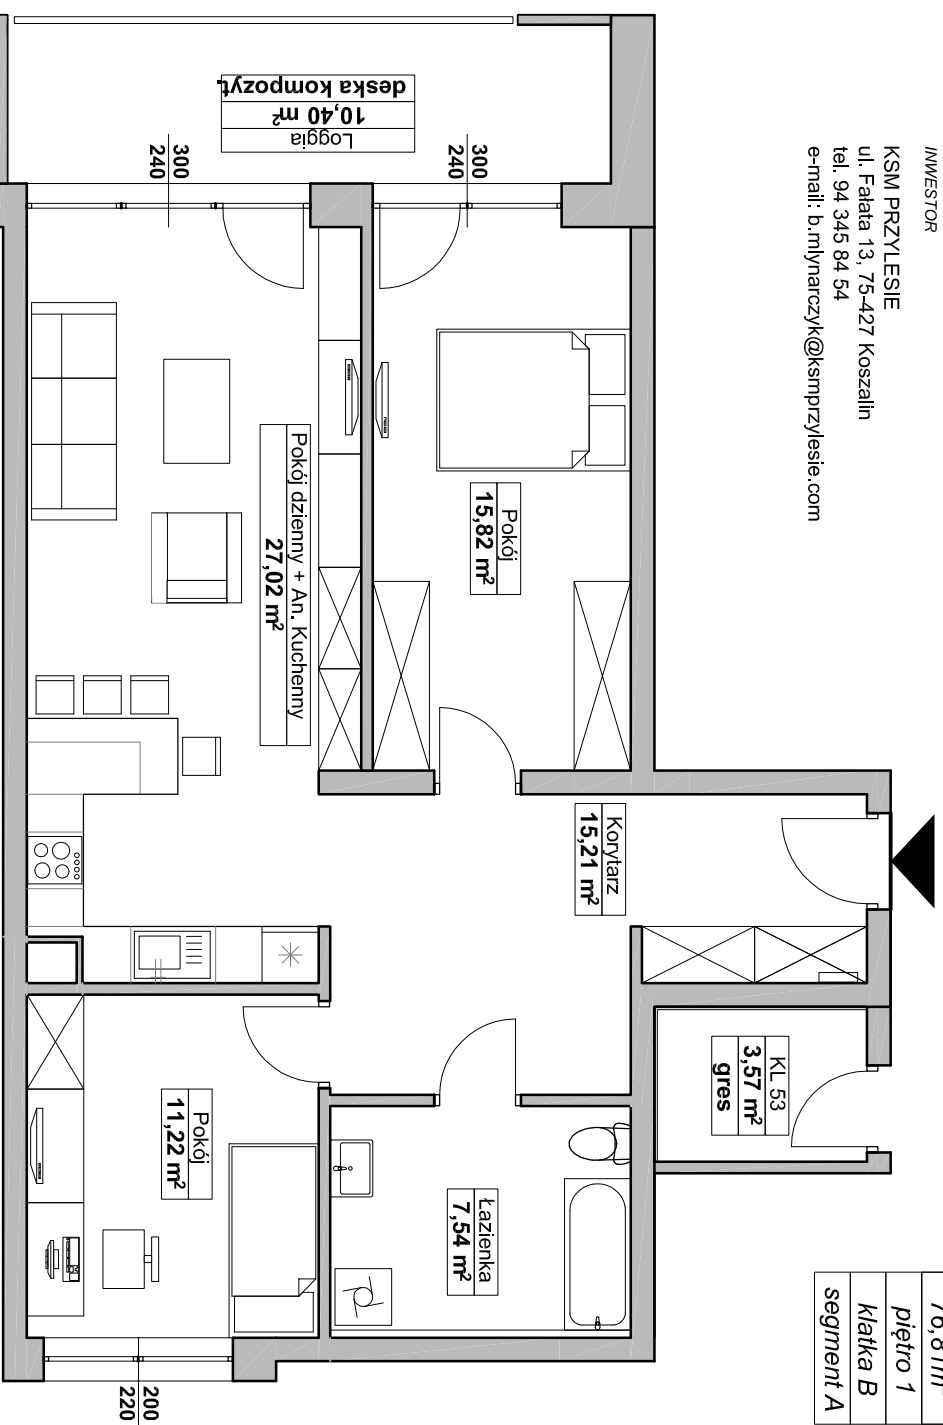 INWESTOR
KSM PRZYLESIE
ul. Fałata 13, 75-427 Koszalin
tel. 94 345 84 54
e-mail: b.mlynarczyk@ksmprzylesie.com
Loggia
10,40 m²
deska kompozyt.
300
240
300
240
Pokój
15,82 m²
Pokój dzienny + An. Kuchenny
27,02 m²
Korytarz
15,21 m²
KL 53
3,57 m²
gres
Pokój
11,22 m²
Łazienka
7,54 m²
200
220
piętro 1
klatka B
segment A